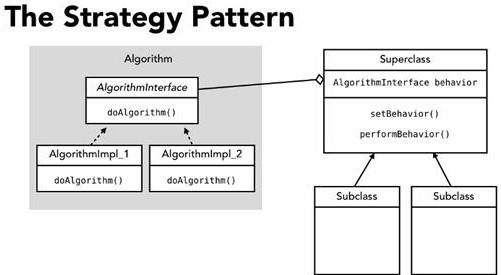 The Strategy Pattern
Algorithm
AlgorithmInterface
doAlgorithm()
AlgorithmImpl_1
doAlgorithm()
AlgorithmImpl_2
doAlgorithm()
Superclass
AlgorithmInterface behavior
setBehavior()
performBehavior()
Subclass
Subclass